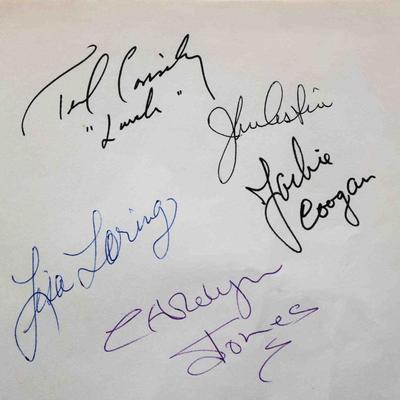 Ted Cassidy
"Lurch"
John Astin
Jackie
Coogan
Lisa Loring
Carolyn
Jones